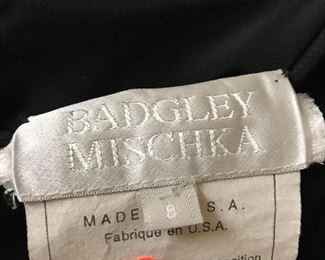 BADGLEY
MISCHKA
8
MADE S.A.
Fabrique en U.S.A.